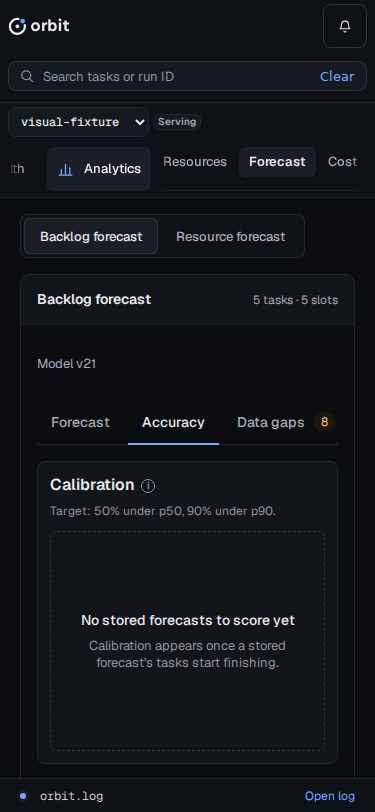 orbit
Search tasks or run ID Clear
visual-fixture Serving
lth Analytics Resources Forecast Cost
Backlog forecast Resource forecast
Backlog forecast 5 tasks · 5 slots
Model v21
Forecast Accuracy Data gaps 8
Calibration
Target: 50% under p50, 90% under p90.
No stored forecasts to score yet
Calibration appears once a stored
forecast's tasks start finishing.
orbit.log Open log